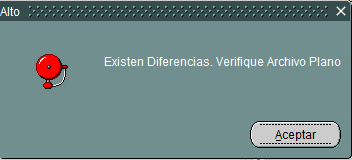 Alto
Existen Diferencias. Verifique Archivo Plano
Aceptar